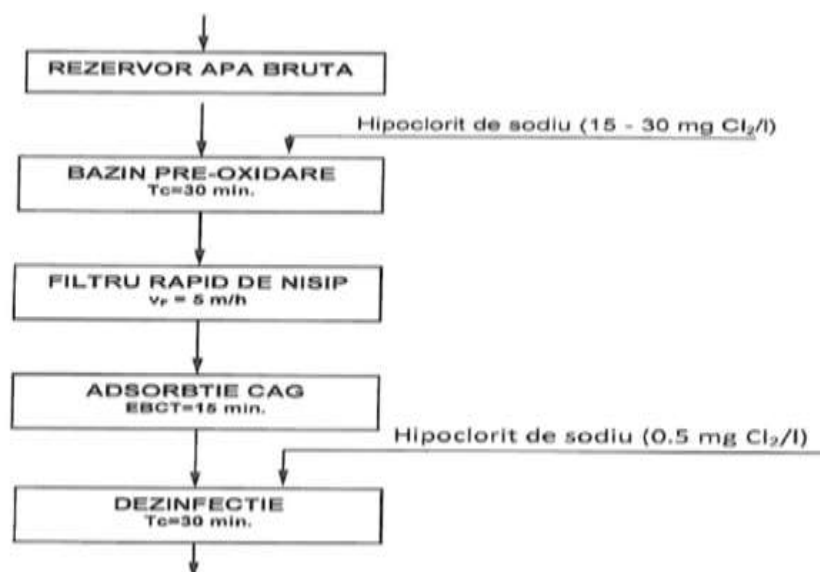 REZERVOR APA BRUTA
Hipoclorit de sodiu (15 - 30 mg Cl₂/l)
BAZIN PRE-OXIDARE
Tc=30 min.
FILTRU RAPID DE NISIP
vF = 5 m/h
ADSORBTIE CAG
EBCT=15 min.
Hipoclorit de sodiu (0.5 mg Cl₂/l)
DEZINFECTIE
Tc=30 min.